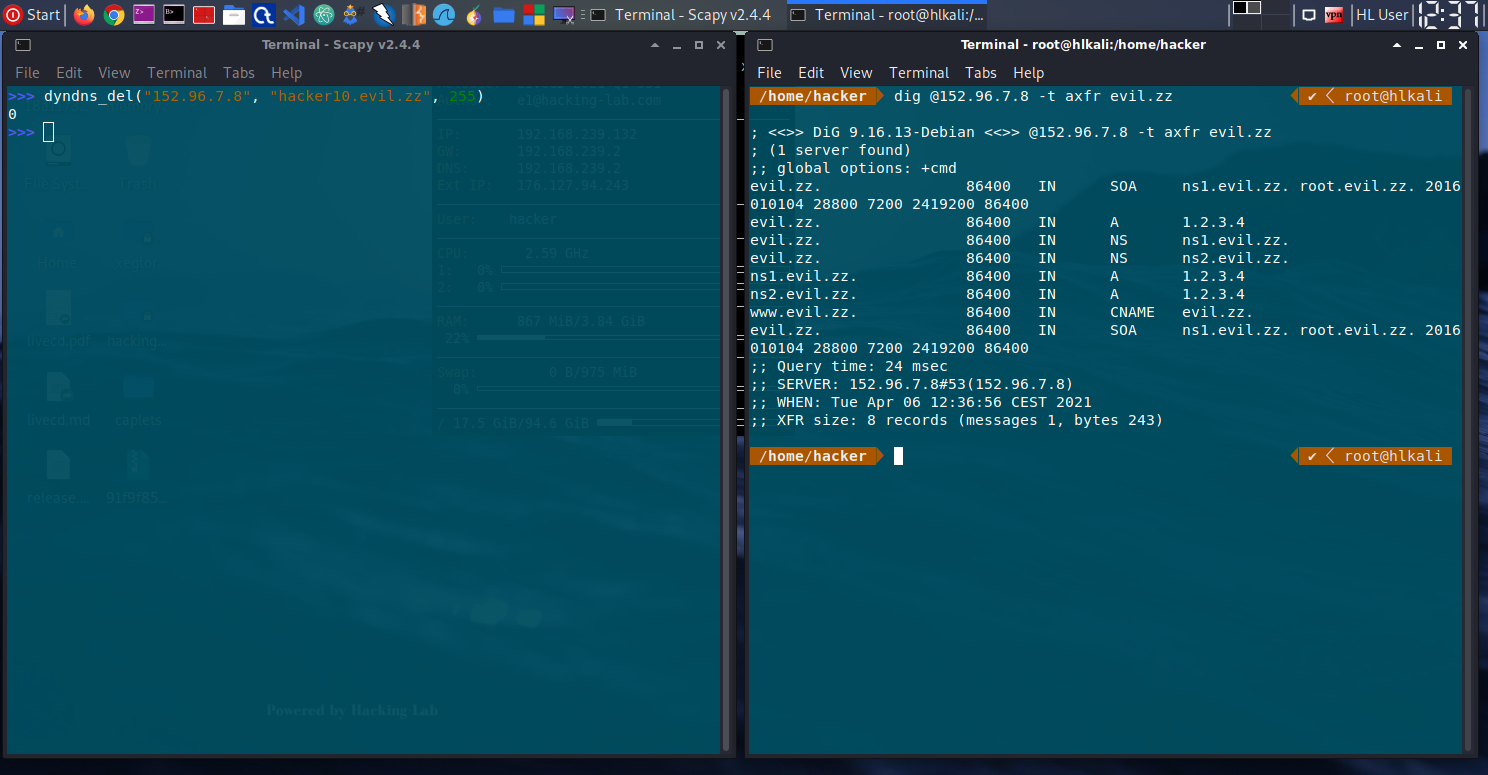 Start
Terminal - Scapy v2.4.4
Terminal - root@hlkali:/...
vpn
HL User
12:37
Terminal - Scapy v2.4.4
File Edit View Terminal Tabs Help
>>> dyndns_del("152.96.7.8", "hacker10.evil.zz", 255)
0
>>>
e1@hacking-lab.com
IP: 192.168.239.132
GW: 192.168.239.2
DNS: 192.168.239.2
Ext IP: 176.127.94.243
User: hacker
CPU: 2.59 GHz
1: 0%
2: 0%
RAM: 867 MiB/3.84 GiB
22%
Swap: 0 B/975 MiB
0%
/ 17.5 GiB/94.6 GiB
File Syst...
Trash
Home
livecd.pdf
hacking...
livecd.md
caplets
release...
91f9f85...
Powered by Hacking-Lab
Terminal - root@hlkali:/home/hacker
File Edit View Terminal Tabs Help
/home/hacker dig @152.96.7.8 -t axfr evil.zz ✔ root@hlkali
; <<>> DiG 9.16.13-Debian <<>> @152.96.7.8 -t axfr evil.zz
; (1 server found)
;; global options: +cmd
evil.zz. 86400 IN SOA ns1.evil.zz. root.evil.zz. 2016
010104 28800 7200 2419200 86400
evil.zz. 86400 IN A 1.2.3.4
evil.zz. 86400 IN NS ns1.evil.zz.
evil.zz. 86400 IN NS ns2.evil.zz.
ns1.evil.zz. 86400 IN A 1.2.3.4
ns2.evil.zz. 86400 IN A 1.2.3.4
www.evil.zz. 86400 IN CNAME evil.zz.
evil.zz. 86400 IN SOA ns1.evil.zz. root.evil.zz. 2016
010104 28800 7200 2419200 86400
;; Query time: 24 msec
;; SERVER: 152.96.7.8#53(152.96.7.8)
;; WHEN: Tue Apr 06 12:36:56 CEST 2021
;; XFR size: 8 records (messages 1, bytes 243)
/home/hacker ✔ root@hlkali